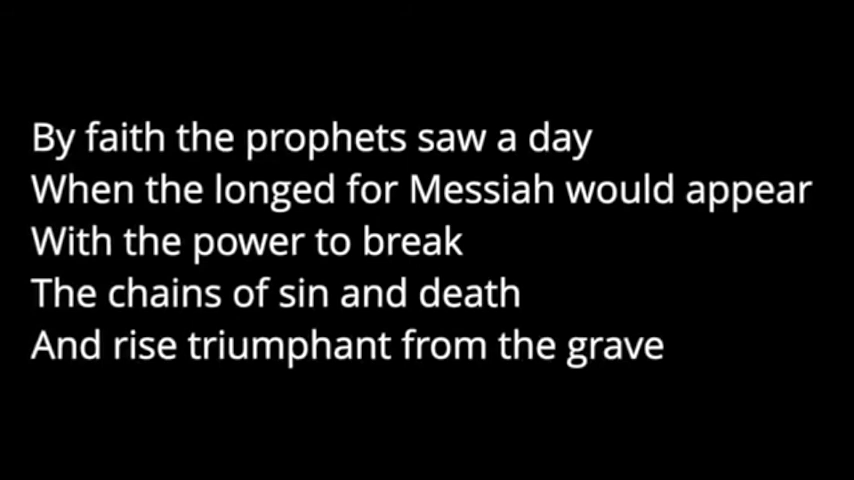 By faith the prophets saw a day
When the longed for Messiah would appear
With the power to break
The chains of sin and death
And rise triumphant from the grave